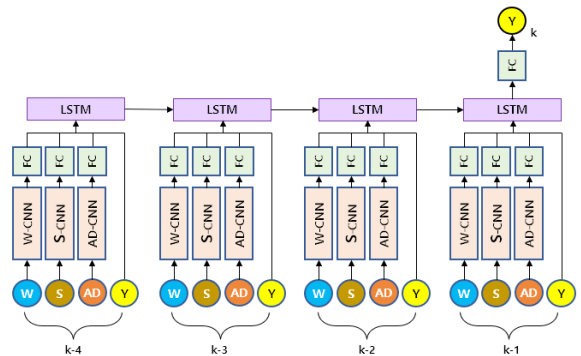 Y
k
FC
LSTM LSTM LSTM LSTM
FC FC FC FC FC FC FC FC FC FC FC FC
W-CNN S-CNN AD-CNN W-CNN S-CNN AD-CNN W-CNN S-CNN AD-CNN W-CNN S-CNN AD-CNN
W S AD Y W S AD Y W S AD Y W S AD Y
k-4 k-3 k-2 k-1